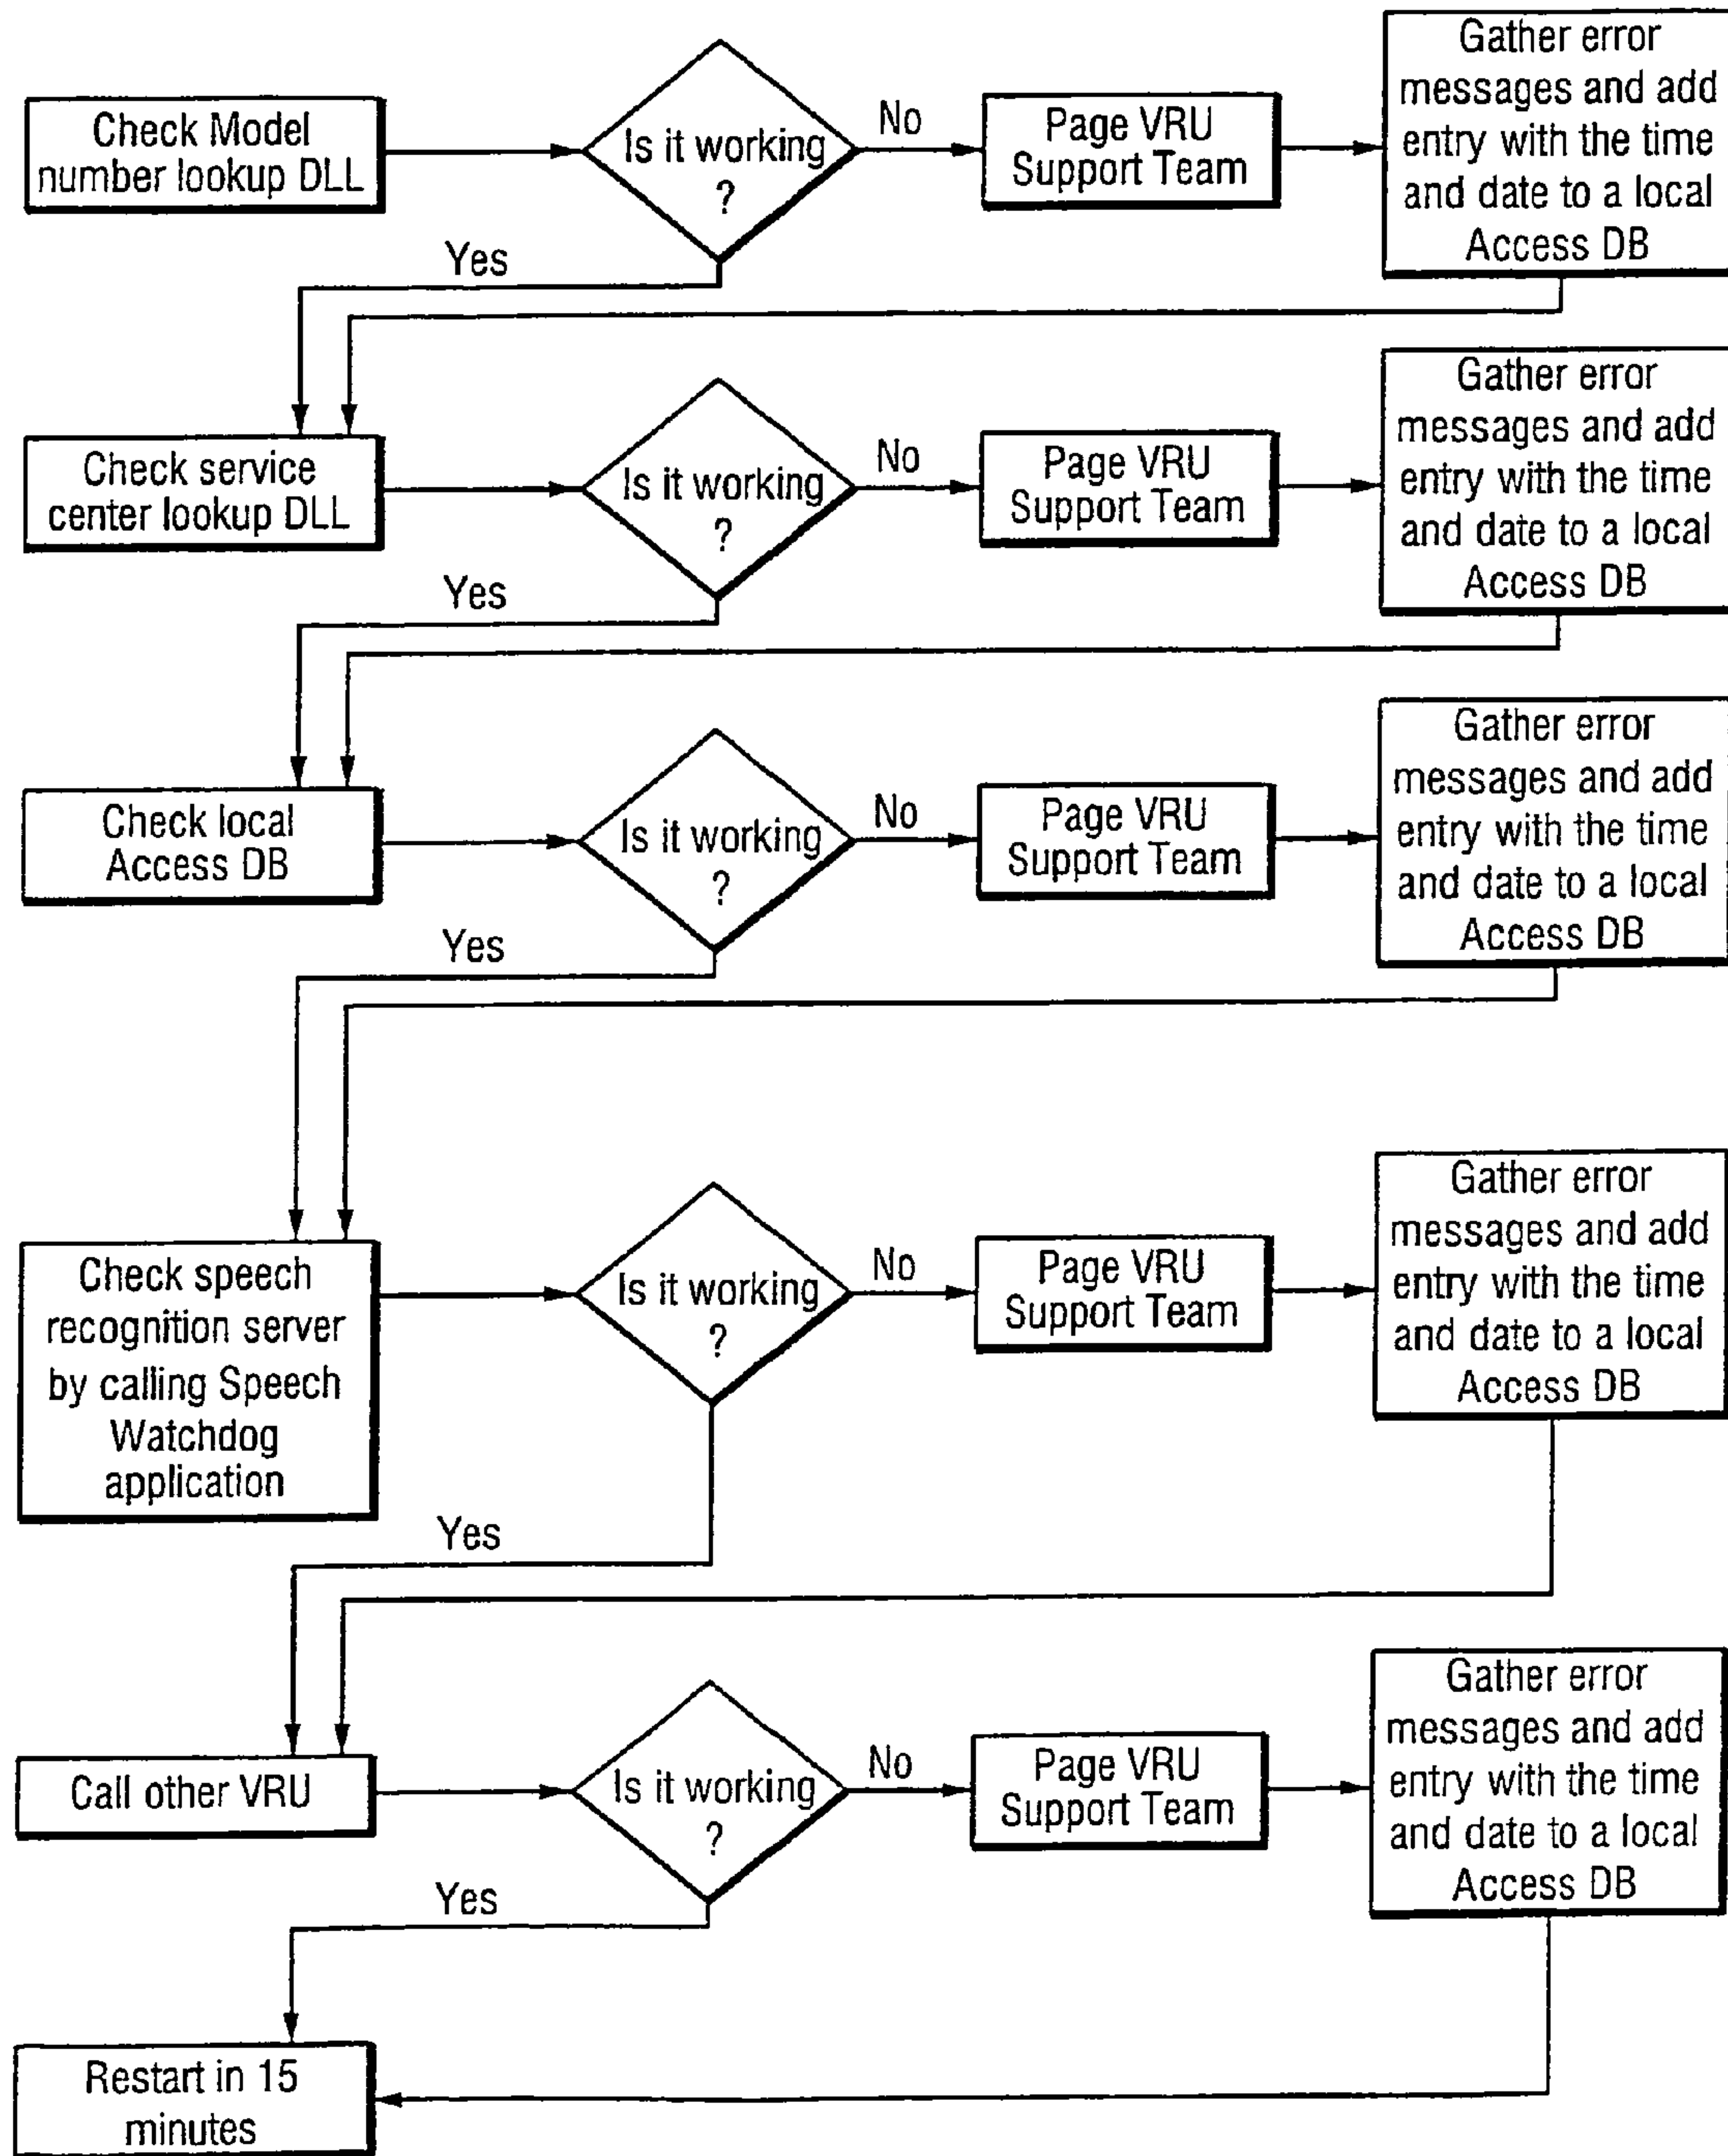 Check Model
number lookup DLL
Is it working
?
No
Page VRU
Support Team
Gather error
messages and add
entry with the time
and date to a local
Access DB
Yes
Check service
center lookup DLL
Is it working
?
No
Page VRU
Support Team
Gather error
messages and add
entry with the time
and date to a local
Access DB
Yes
Check local
Access DB
Is it working
?
No
Page VRU
Support Team
Gather error
messages and add
entry with the time
and date to a local
Access DB
Yes
Check speech
recognition server
by calling Speech
Watchdog
application
Is it working
?
No
Page VRU
Support Team
Gather error
messages and add
entry with the time
and date to a local
Access DB
Yes
Call other VRU
Is it working
?
No
Page VRU
Support Team
Gather error
messages and add
entry with the time
and date to a local
Access DB
Yes
Restart in 15
minutes